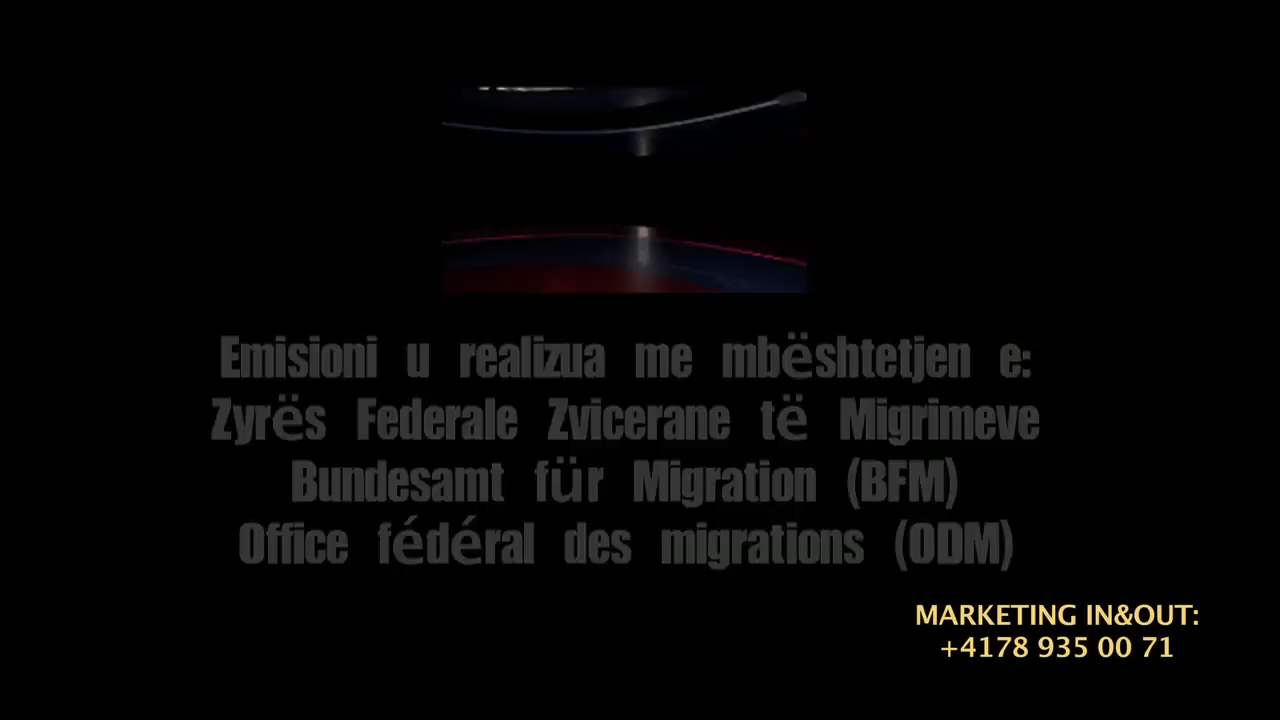 Emisioni u realizua me mbështetjen e:
Zyrës Federale Zvicerane të Migrimeve
Bundesamt für Migration (BFM)
Office fédéral des migrations (ODM)
MARKETING IN&OUT:
+4178 935 00 71